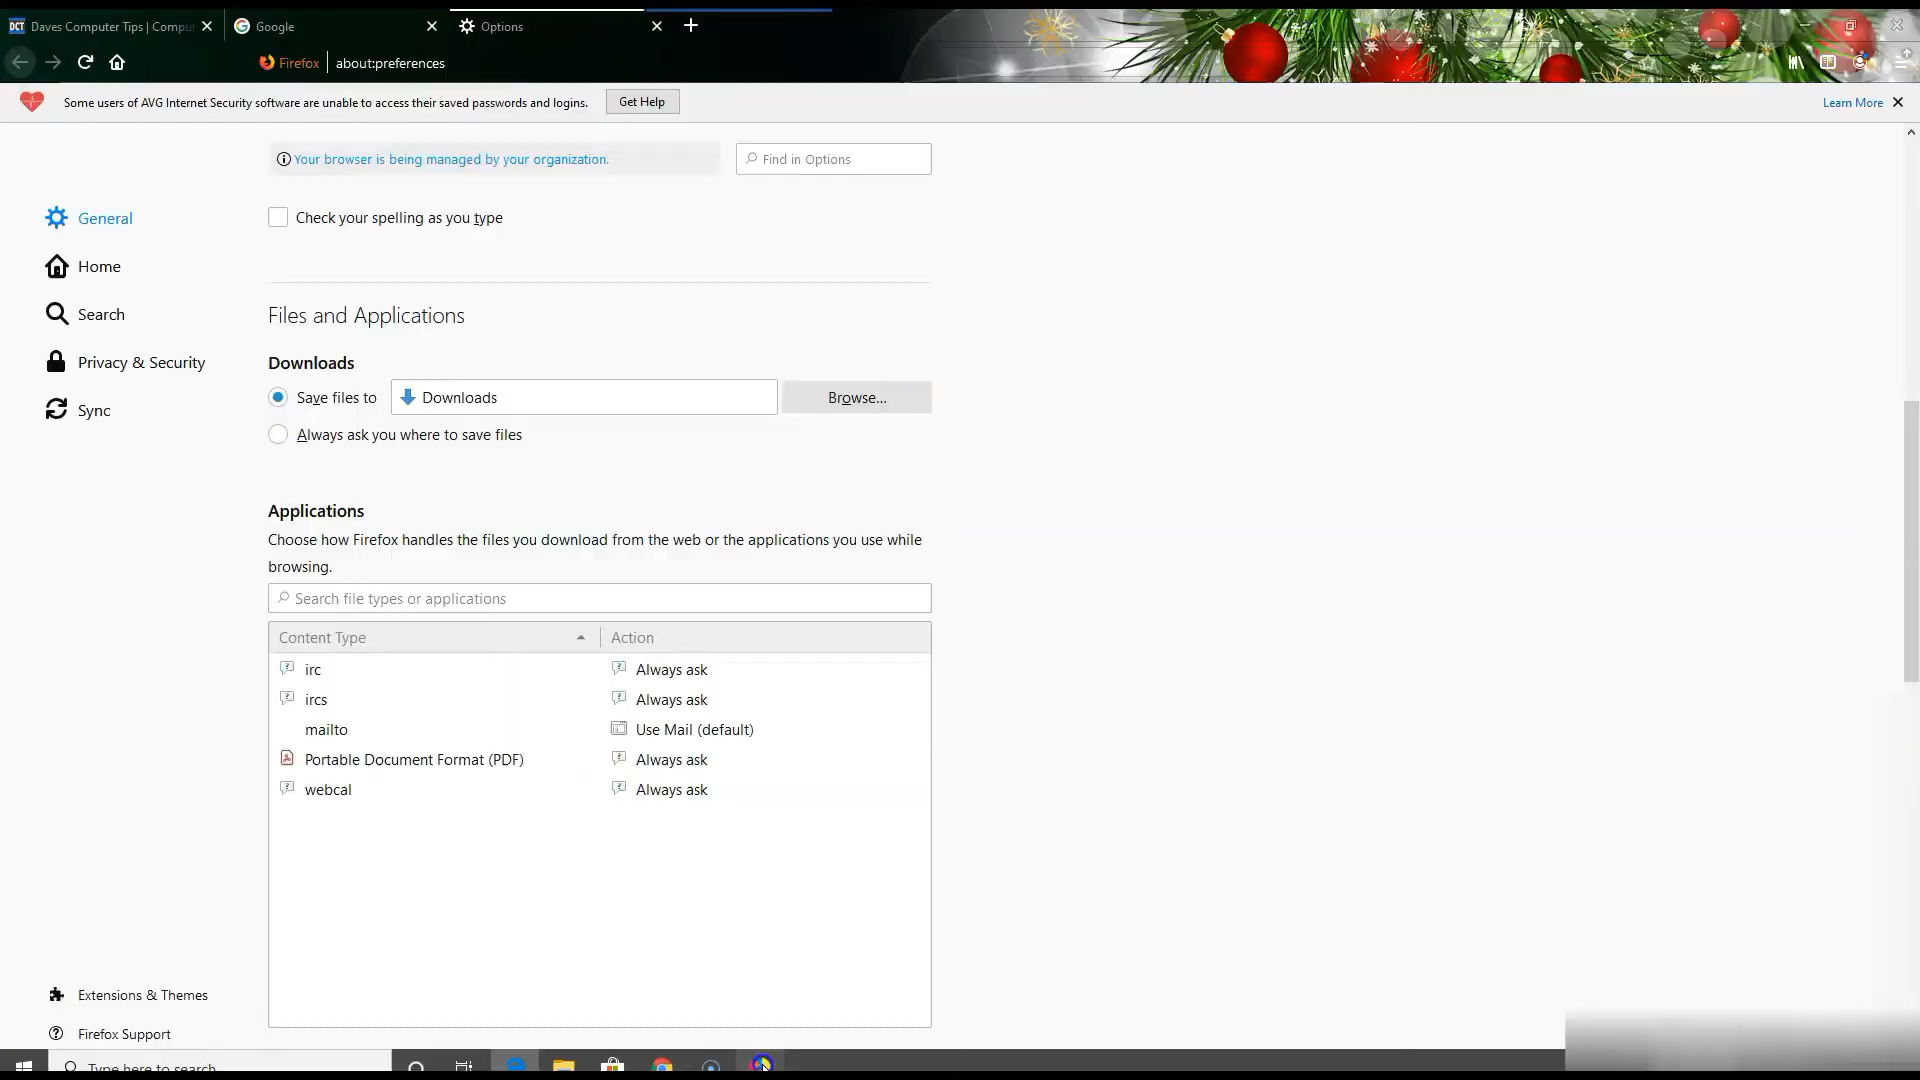 DCT Daves Computer Tips | Compu
Google
Options
Firefox
about:preferences
Some users of AVG Internet Security software are unable to access their saved passwords and logins.
Get Help
Learn More
Your browser is being managed by your organization.
Find in Options
General
Check your spelling as you type
Home
Search
Files and Applications
Privacy & Security
Downloads
Save files to
Downloads
Browse...
Sync
Always ask you where to save files
Applications
Choose how Firefox handles the files you download from the web or the applications you use while
browsing.
Search file types or applications
Content Type
Action
irc
Always ask
ircs
Always ask
mailto
Use Mail (default)
Portable Document Format (PDF)
Always ask
webcal
Always ask
Extensions & Themes
Firefox Support
Type here to search